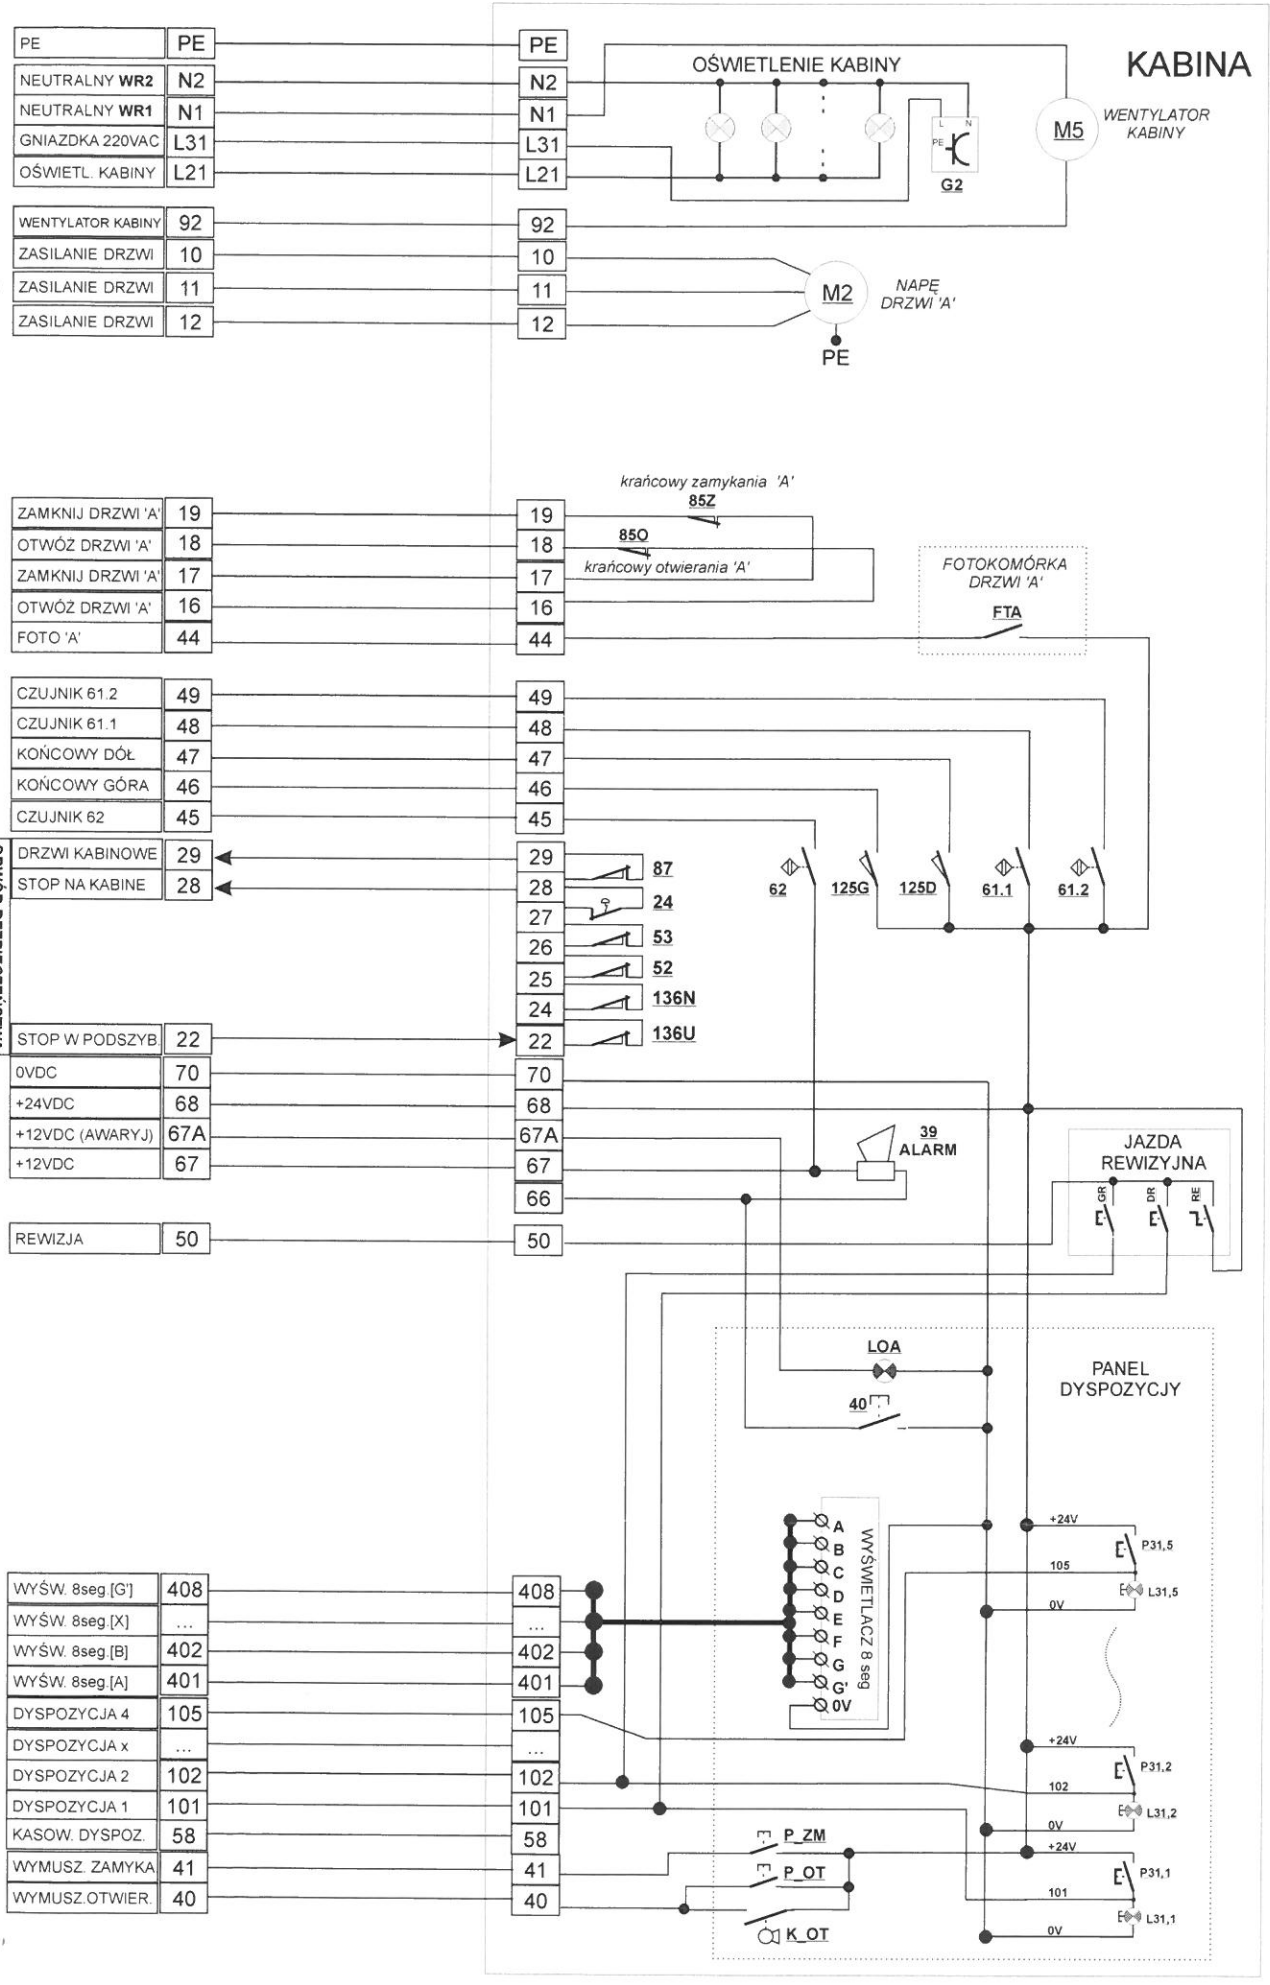 KABINA
PE PE PE
NEUTRALNY WR2 N2 N2
NEUTRALNY WR1 N1 N1
GNIAZDKA 220VAC L31 L31
OŚWIETL. KABINY L21 L21
OŚWIETLENIE KABINY
L N
PE
G2
M5
WENTYLATOR
KABINY
WENTYLATOR KABINY 92 92
ZASILANIE DRZWI 10 10
ZASILANIE DRZWI 11 11
ZASILANIE DRZWI 12 12
M2
NAPĘ
DRZWI 'A'
PE
krańcowy zamykania 'A'
85Z
ZAMKNIJ DRZWI 'A' 19 19
OTWÓŻ DRZWI 'A' 18 18
85O
krańcowy otwierania 'A'
ZAMKNIJ DRZWI 'A' 17 17
OTWÓŻ DRZWI 'A' 16 16
FOTO 'A' 44 44
FOTOKOMÓRKA
DRZWI 'A'
FTA
CZUJNIK 61.2 49 49
CZUJNIK 61.1 48 48
KOŃCOWY DÓŁ 47 47
KOŃCOWY GÓRA 46 46
CZUJNIK 62 45 45
62 125G 125D 61.1 61.2
DRZWI KABINOWE 29 29
87
STOP NA KABINE 28 28
24
27
53
26
52
25
136N
24
136U
STOP W PODSZYB. 22 22
0VDC 70 70
+24VDC 68 68
+12VDC (AWARYJ) 67A 67A
+12VDC 67 67
66
39
ALARM
JAZDA
REWIZYJNA
GR DR RE
REWIZJA 50 50
LOA
40
PANEL
DYSPOZYCJY
A
B
C
D
E
F
G
G'
0V
WYŚWIETLACZ 8 seg
+24V
P31,5
105
L31,5
0V
WYŚW. 8seg.[G'] 408 408
WYŚW. 8seg.[X] ... ...
WYŚW. 8seg.[B] 402 402
WYŚW. 8seg.[A] 401 401
DYSPOZYCJA 4 105 105
DYSPOZYCJA x ... ...
DYSPOZYCJA 2 102 102
DYSPOZYCJA 1 101 101
KASOW. DYSPOZ. 58 58
WYMUSZ. ZAMYKA 41 41
WYMUSZ.OTWIER. 40 40
+24V
P31,2
102
L31,2
0V
+24V
P31,1
101
L31,1
0V
P_ZM
P_OT
K_OT